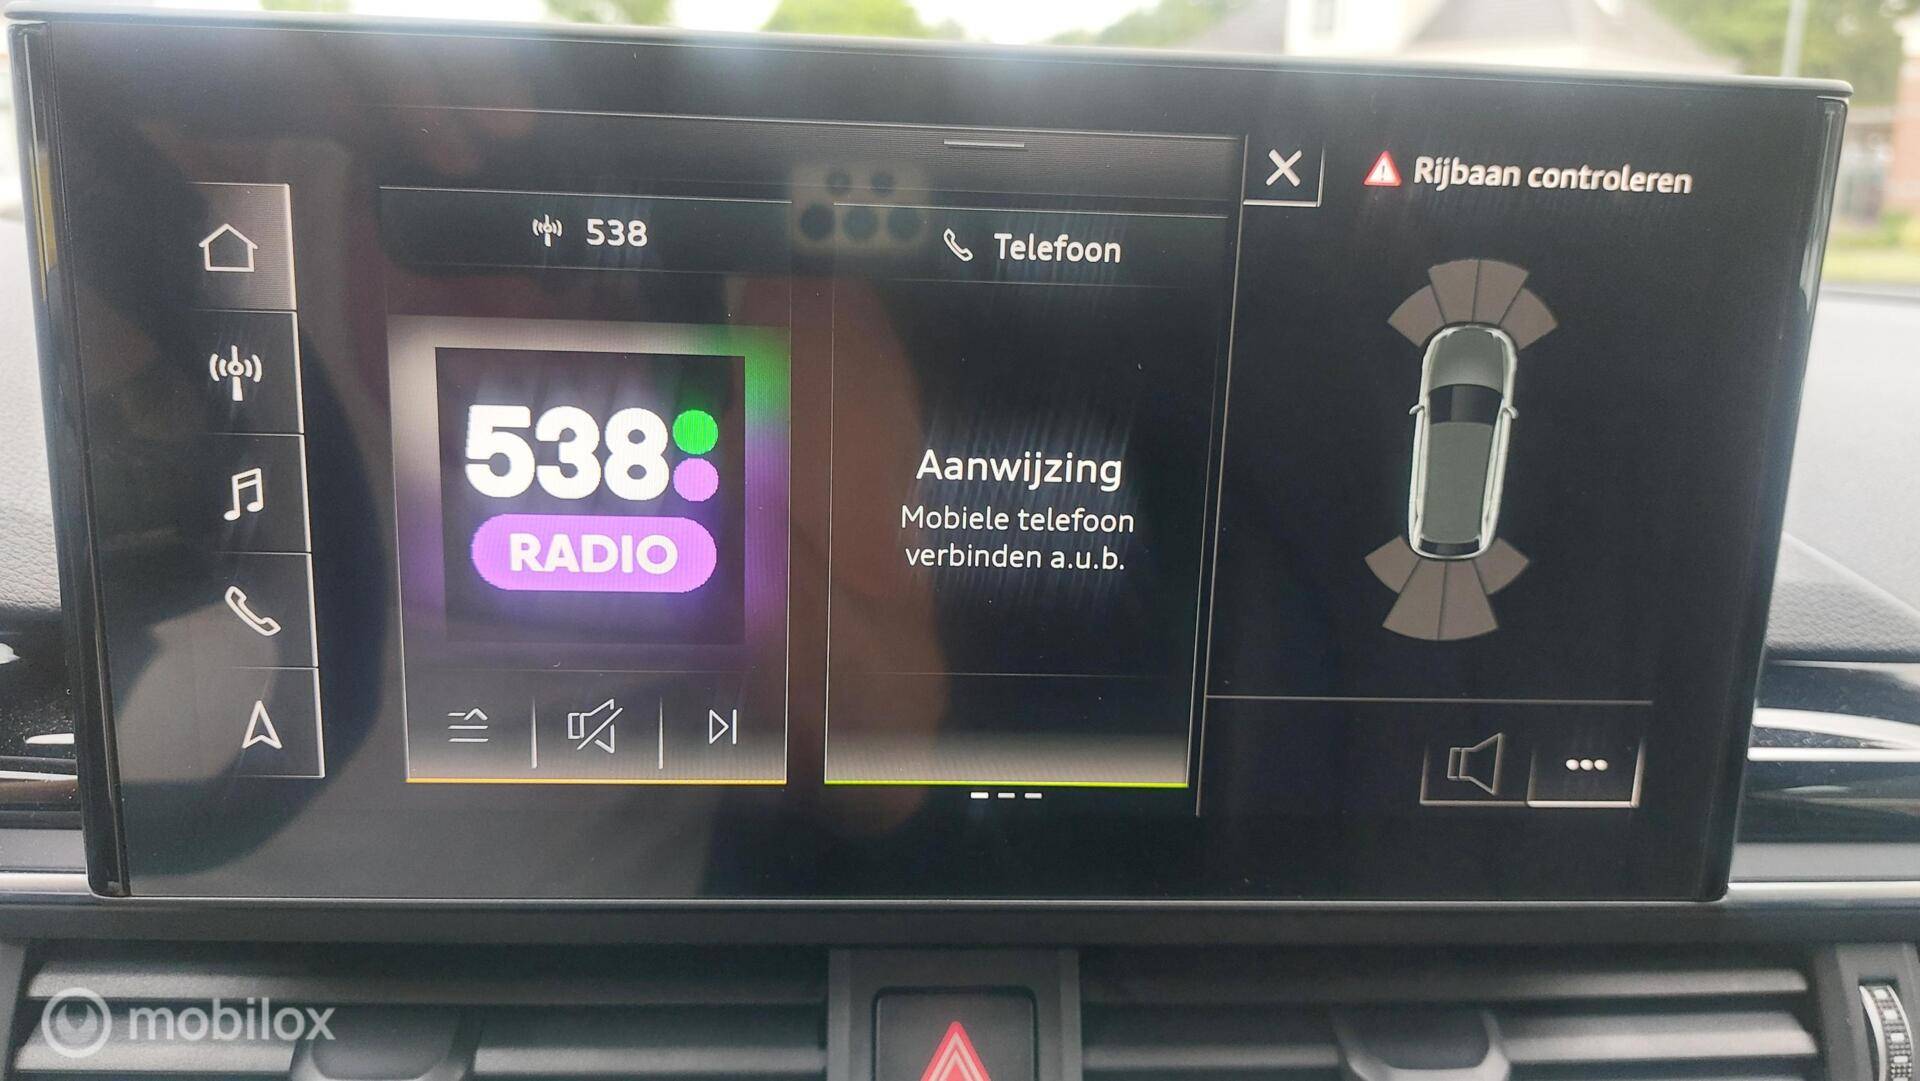 538
Telefoon
Rijbaan controleren
538
RADIO
Aanwijzing
Mobiele telefoon
verbinden a.u.b.
mobilox